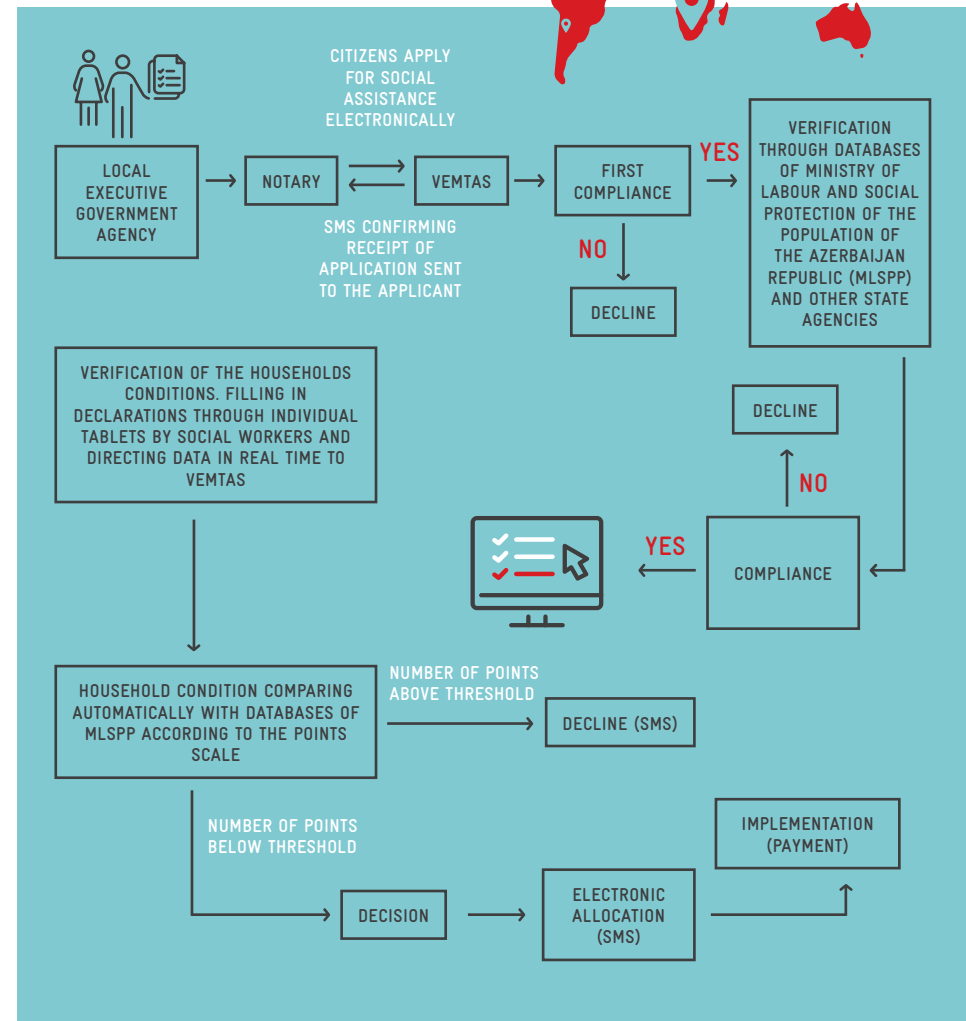 CITIZENS APPLY
FOR SOCIAL
ASSISTANCE
ELECTRONICALLY
LOCAL
EXECUTIVE
GOVERNMENT
AGENCY
NOTARY
VEMTAS
SMS CONFIRMING
RECEIPT OF
APPLICATION SENT
TO THE APPLICANT
FIRST
COMPLIANCE
YES
NO
DECLINE
VERIFICATION
THROUGH DATABASES
OF MINISTRY OF
LABOUR AND SOCIAL
PROTECTION OF THE
POPULATION OF
THE AZERBAIJAN
REPUBLIC (MLSPP)
AND OTHER STATE
AGENCIES
DECLINE
NO
COMPLIANCE
YES
VERIFICATION OF THE HOUSEHOLDS
CONDITIONS. FILLING IN
DECLARATIONS THROUGH INDIVIDUAL
TABLETS BY SOCIAL WORKERS AND
DIRECTING DATA IN REAL TIME TO
VEMTAS
HOUSEHOLD CONDITION COMPARING
AUTOMATICALLY WITH DATABASES OF
MLSPP ACCORDING TO THE POINTS
SCALE
NUMBER OF POINTS
ABOVE THRESHOLD
DECLINE (SMS)
NUMBER OF POINTS
BELOW THRESHOLD
DECISION
ELECTRONIC
ALLOCATION
(SMS)
IMPLEMENTATION
(PAYMENT)